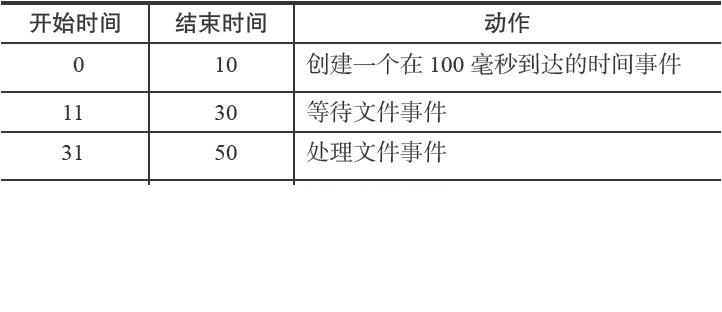 开始时间 结束时间 动作
0 10 创建一个在 100 毫秒到达的时间事件
11 30 等待文件事件
31 50 处理文件事件